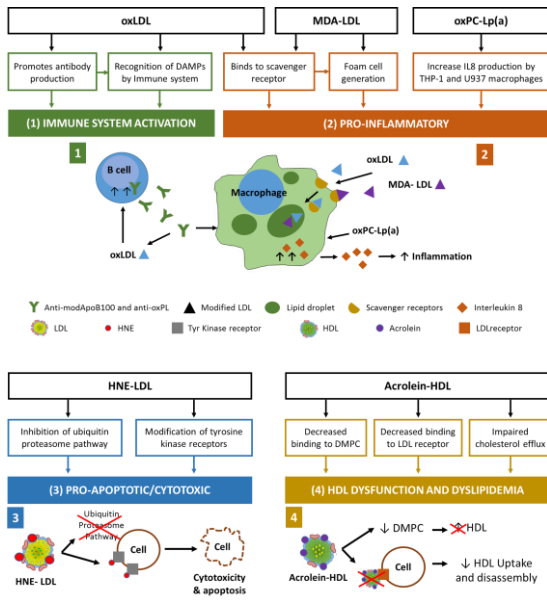 oxLDL
MDA-LDL
oxPC-Lp(a)
Promotes antibody
production
Recognition of DAMPs
by Immune system
Binds to scavenger
receptor
Foam cell
generation
Increase IL8 production by
THP-1 and U937 macrophages
(1) IMMUNE SYSTEM ACTIVATION
(2) PRO-INFLAMMATORY
1
2
B cell
Macrophage
oxLDL
MDA- LDL
oxPC-Lp(a)
oxLDL
Inflammation
Anti-modApoB100 and anti-oxPL
Modified LDL
Lipid droplet
Scavenger receptors
Interleukin 8
LDL
HNE
Tyr Kinase receptor
HDL
Acrolein
LDLreceptor
HNE-LDL
Acrolein-HDL
Inhibition of ubiquitin
proteasome pathway
Modification of tyrosine
kinase receptors
Decreased
binding to DMPC
Decreased binding
to LDL receptor
Impaired
cholesterol efflux
(3) PRO-APOPTOTIC/CYTOTOXIC
(4) HDL DYSFUNCTION AND DYSLIPIDEMIA
3
Ubiquitin
Proteasome
Pathway
Cell
Cell
HNE- LDL
Cytotoxicity
& apoptosis
4
↓ DMPC
↑ HDL
Cell
Acrolein-HDL
↓ HDL Uptake
and disassembly